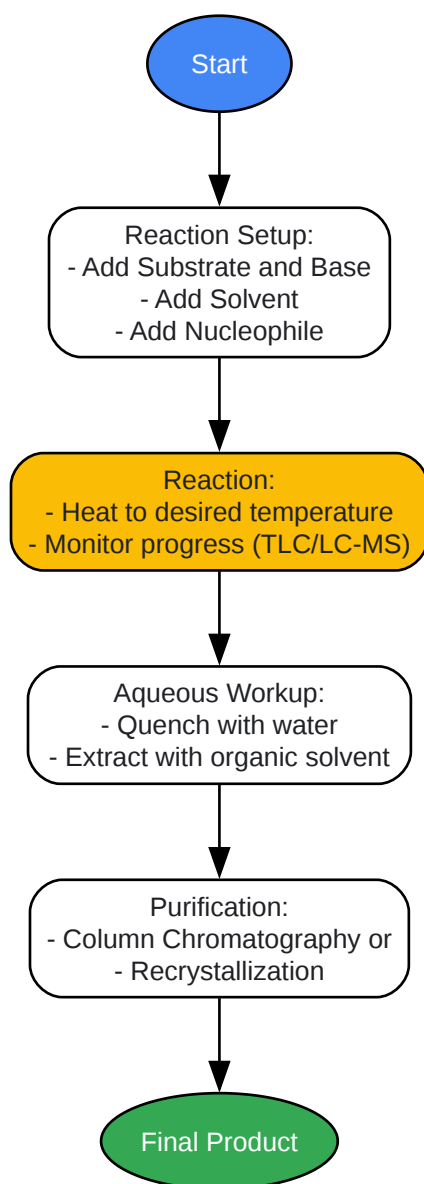 Start
Reaction Setup:
- Add Substrate and Base
- Add Solvent
- Add Nucleophile
Reaction:
- Heat to desired temperature
- Monitor progress (TLC/LC-MS)
Aqueous Workup:
- Quench with water
- Extract with organic solvent
Purification:
- Column Chromatography or
- Recrystallization
Final Product